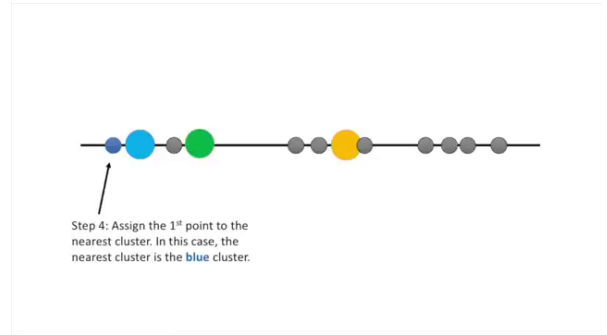 Step 4: Assign the 1st point to the
nearest cluster. In this case, the
nearest cluster is the blue cluster.